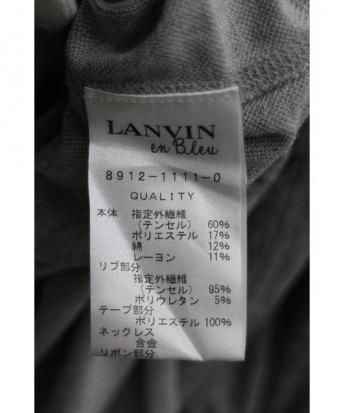 LANVIN
en Bleu
8912-1111-0
QUALITY
本体 指定外繊維
(テンセル) 60%
ポリエステル 17%
綿 12%
レーヨン 11%
リブ部分
指定外繊維
(テンセル) 95%
ポリウレタン 5%
テープ部分
ポリエステル 100%
ネックレス
合金
リボン部分